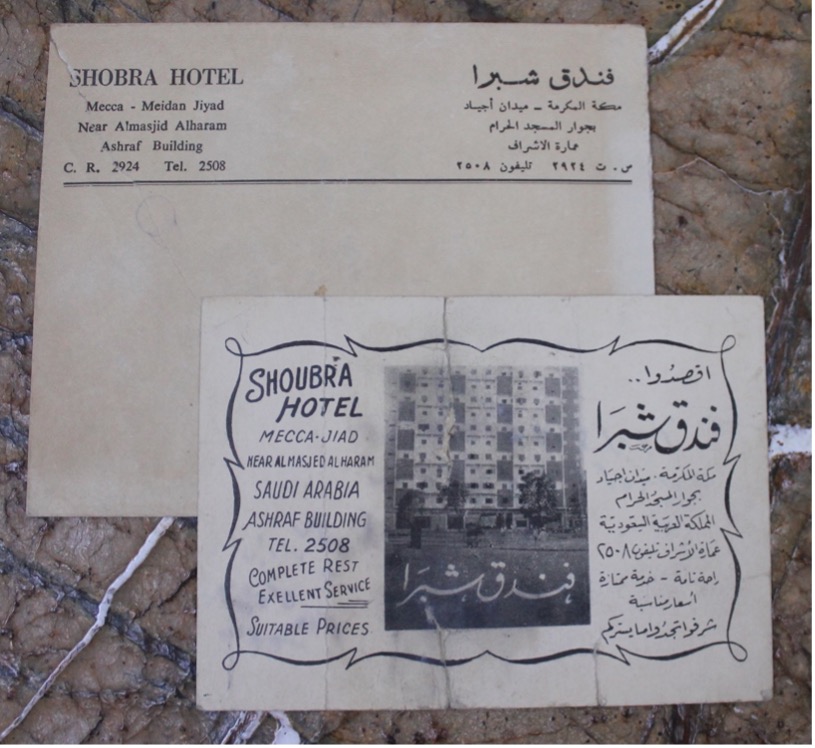 SHOBRA HOTEL
Mecca - Meidan Jiyad
Near Almasjid Alharam
Ashraf Building
C. R. 2924 Tel. 2508
فندق شبرا
مكة المكرمة - ميدان أجياد
بجوار المسجد الحرام
عمارة الاشراف
س . ت ٢٩٢٤ تليفون ٢٥٠٨
SHOUBRA
HOTEL
MECCA-JIAD
NEAR ALMASJED ALHARAM
SAUDI ARABIA
ASHRAF BUILDING
TEL. 2508
COMPLETE REST
EXELLENT SERVICE
SUITABLE PRICES
فندق شبرا
اقصدُوا..
فندق شبرَا
مكة المكرمة . ميدان اجياد
بجوار المسجد الحرام
المملكة العربية السعودية
عمارة الأشراف تليفون ٢٥٠٨
راحة تامة - خدمة ممتازة
أسعار مناسبة
شرفوا تجدوا ما يسركم